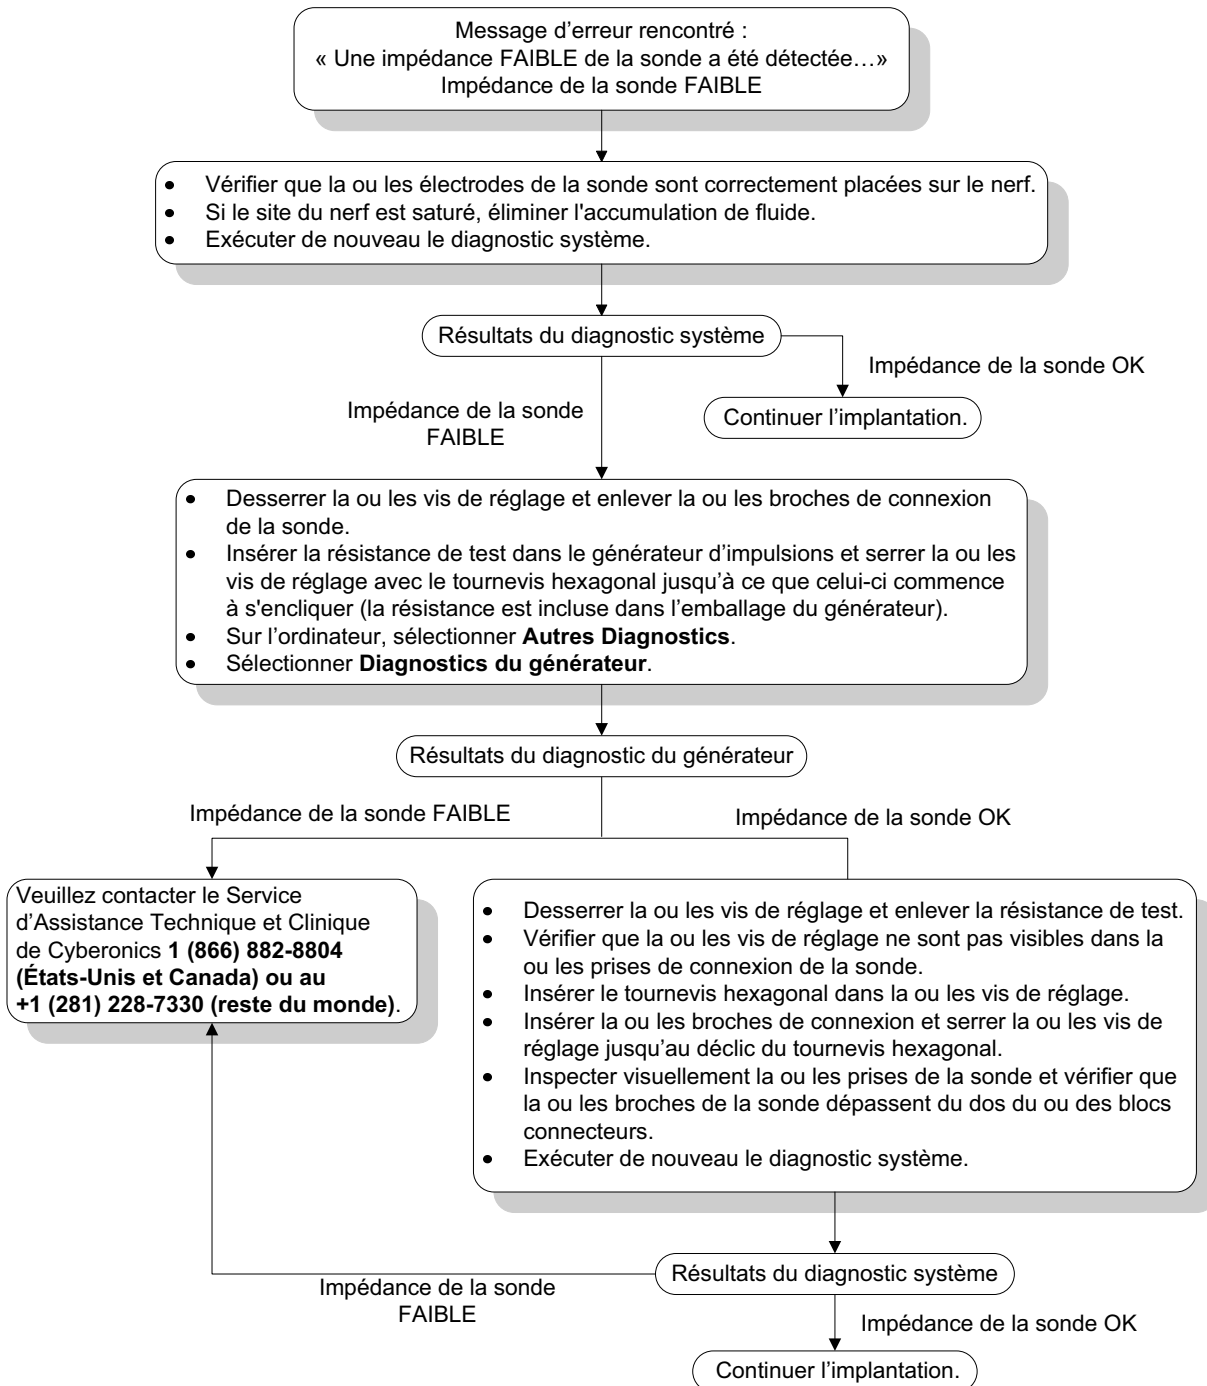 Message d’erreur rencontré :
« Une impédance FAIBLE de la sonde a été détectée…»
Impédance de la sonde FAIBLE
• Vérifier que la ou les électrodes de la sonde sont correctement placées sur le nerf.
• Si le site du nerf est saturé, éliminer l'accumulation de fluide.
• Exécuter de nouveau le diagnostic système.
Résultats du diagnostic système
Impédance de la sonde OK
Continuer l’implantation.
Impédance de la sonde
FAIBLE
• Desserrer la ou les vis de réglage et enlever la ou les broches de connexion
de la sonde.
• Insérer la résistance de test dans le générateur d’impulsions et serrer la ou les
vis de réglage avec le tournevis hexagonal jusqu’à ce que celui-ci commence
à s'encliquer (la résistance est incluse dans l’emballage du générateur).
• Sur l’ordinateur, sélectionner Autres Diagnostics.
• Sélectionner Diagnostics du générateur.
Résultats du diagnostic du générateur
Impédance de la sonde FAIBLE
Impédance de la sonde OK
Veuillez contacter le Service
d’Assistance Technique et Clinique
de Cyberonics 1 (866) 882-8804
(États-Unis et Canada) ou au
+1 (281) 228-7330 (reste du monde).
• Desserrer la ou les vis de réglage et enlever la résistance de test.
• Vérifier que la ou les vis de réglage ne sont pas visibles dans la
ou les prises de connexion de la sonde.
• Insérer le tournevis hexagonal dans la ou les vis de réglage.
• Insérer la ou les broches de connexion et serrer la ou les vis de
réglage jusqu’au déclic du tournevis hexagonal.
• Inspecter visuellement la ou les prises de la sonde et vérifier que
la ou les broches de la sonde dépassent du dos du ou des blocs
connecteurs.
• Exécuter de nouveau le diagnostic système.
Résultats du diagnostic système
Impédance de la sonde
FAIBLE
Impédance de la sonde OK
Continuer l’implantation.